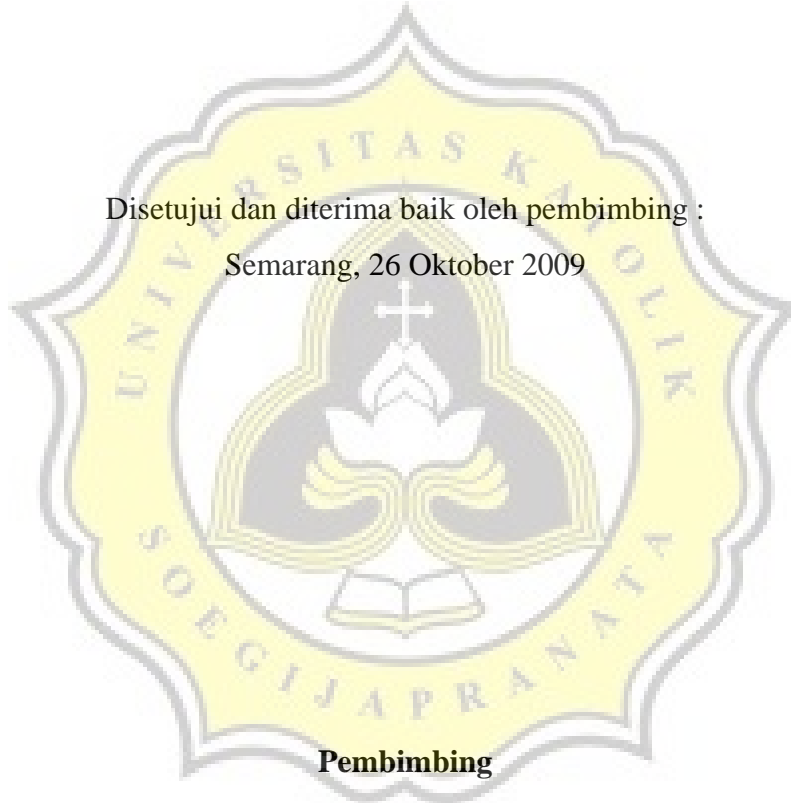 UNIVERSITAS KATOLIK
Disetujui dan diterima baik oleh pembimbing :
Semarang, 26 Oktober 2009
SOEGIJAPRANATA
Pembimbing